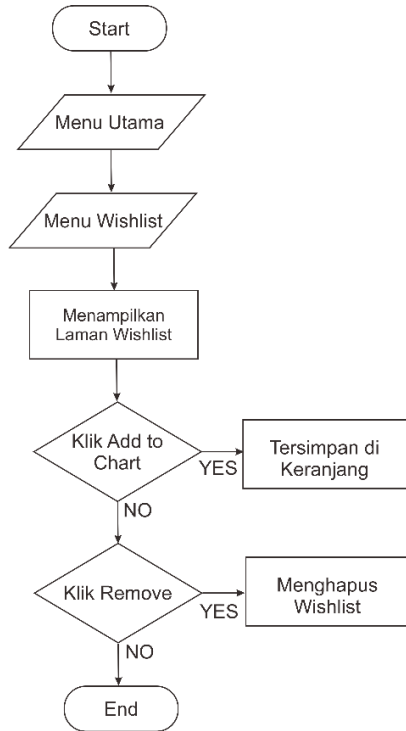 Start
Menu Utama
Menu Wishlist
Menampilkan
Laman Wishlist
Klik Add to
Chart
YES
Tersimpan di
Keranjang
NO
Klik Remove
YES
Menghapus
Wishlist
NO
End